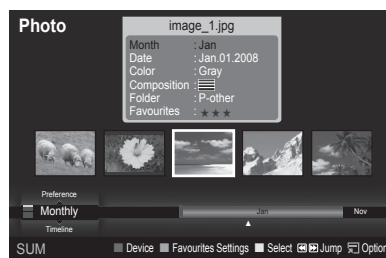 Photo
image_1.jpg
Month : Jan
Date : Jan.01.2008
Color : Gray
Composition :
Folder : P-other
Favourites : ★ ★ ★
Preference
Monthly
Jan
Nov
Timeline
SUM
Device
Favourites Settings
Select
Jump
Option